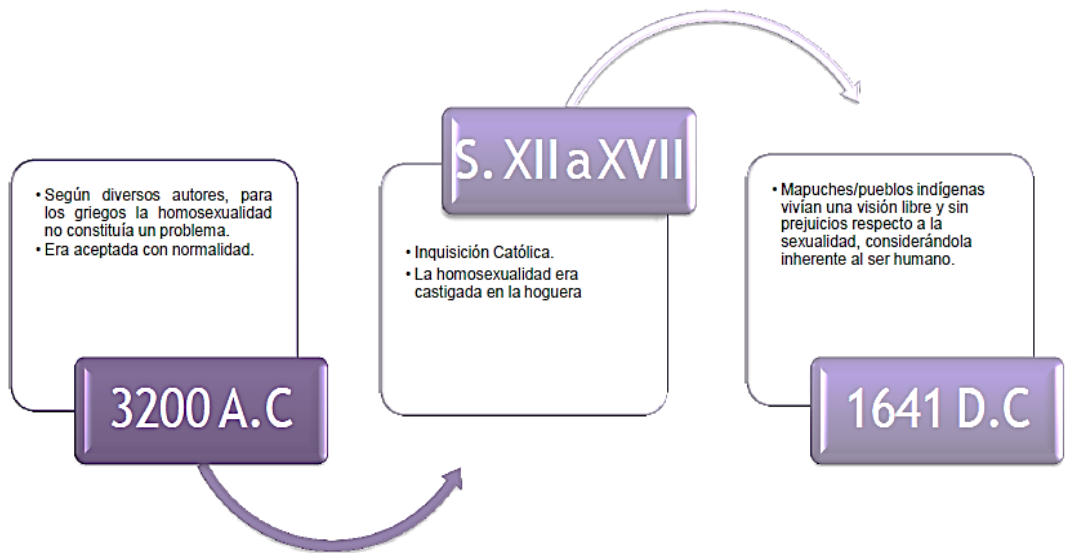 • Según diversos autores, para
los griegos la homosexualidad
no constituía un problema.
• Era aceptada con normalidad.
3200 A.C
S. XII a XVII
• Inquisición Católica.
• La homosexualidad era
castigada en la hoguera
• Mapuches/pueblos indígenas
vivían una visión libre y sin
prejuicios respecto a la
sexualidad, considerándola
inherente al ser humano.
1641 D.C